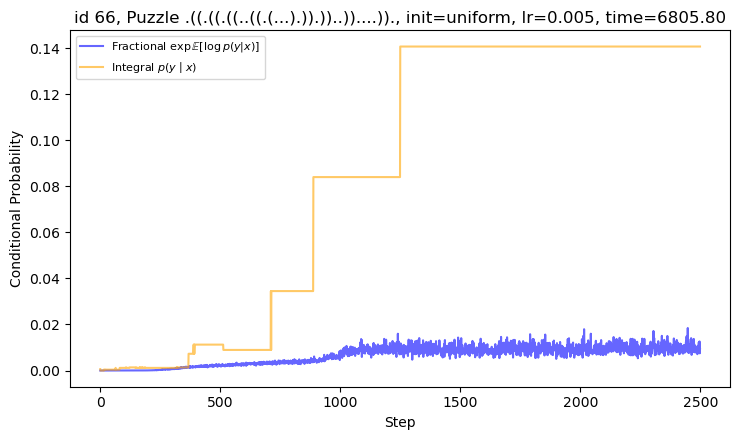 id 66, Puzzle .((.((.((..((.(...).)).))..))....))., init=uniform, lr=0.005, time=6805.80
Fractional exp𝔼[log p(y|x)]
Integral p(y | x)
Conditional Probability
0.14
0.12
0.10
0.08
0.06
0.04
0.02
0.00
0 500 1000 1500 2000 2500
Step